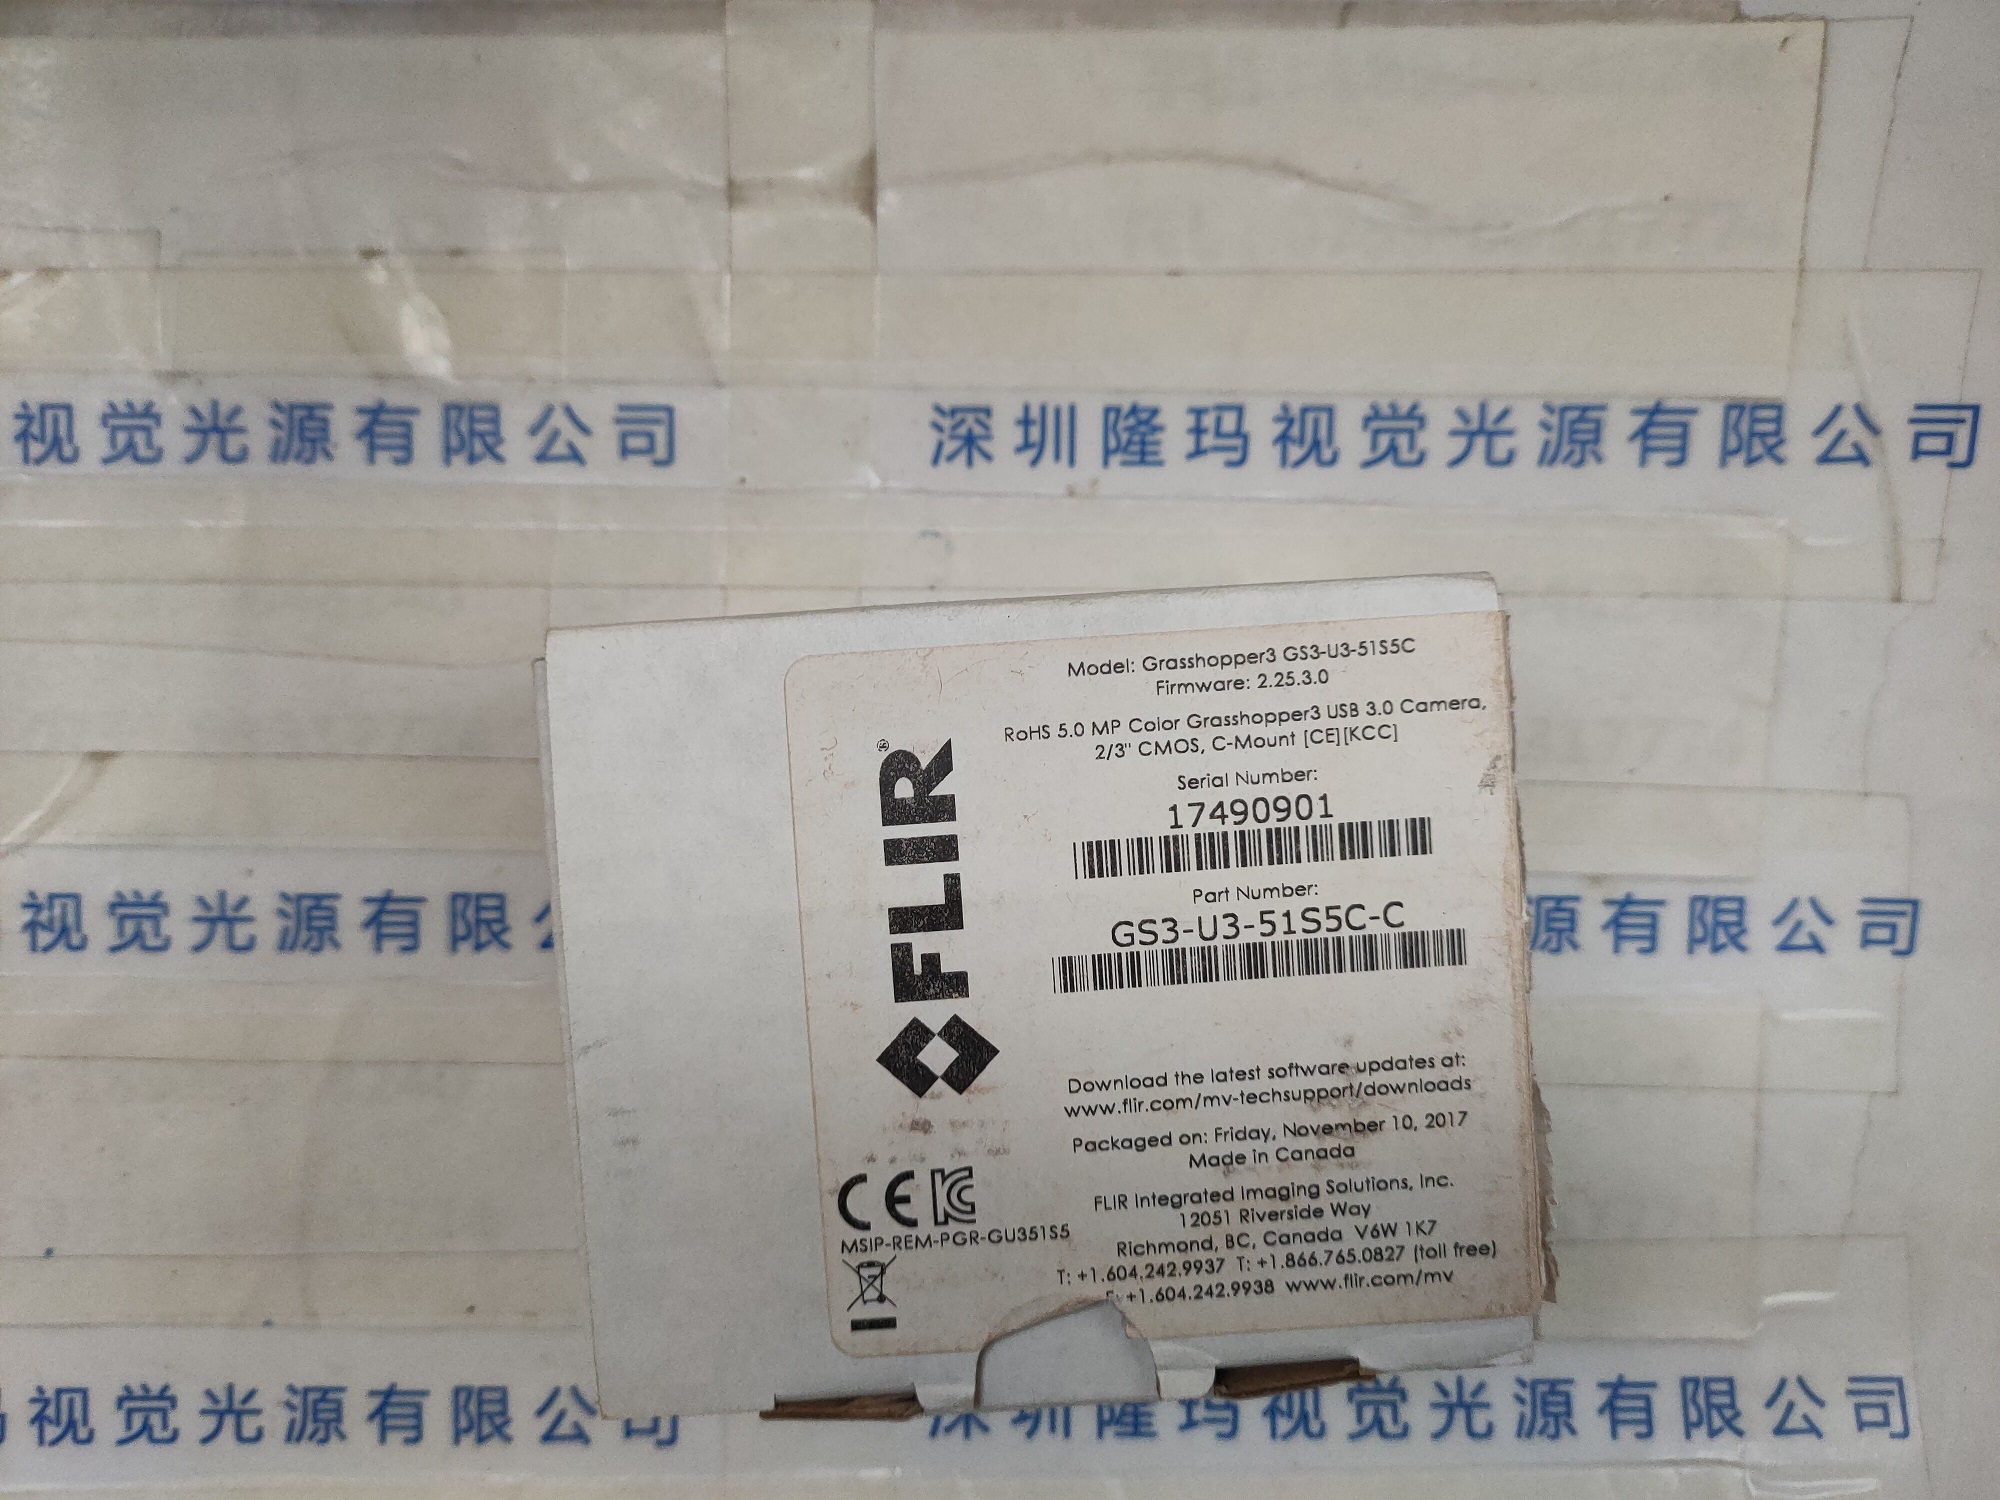 视觉光源有限公司
深圳隆玛视觉光源有限公司
Model: Grasshopper3 GS3-U3-51S5C
Firmware: 2.25.3.0
RoHS 5.0 MP Color Grasshopper3 USB 3.0 Camera,
2/3" CMOS, C-Mount [CE][KCC]
Serial Number:
17490901
Part Number:
GS3-U3-51S5C-C
FLIR®
Download the latest software updates at:
www.flir.com/mv-techsupport/downloads
Packaged on: Friday, November 10, 2017
Made in Canada
CE
MSIP-REM-PGR-GU351S5
FLIR Integrated Imaging Solutions, Inc.
12051 Riverside Way
Richmond, BC, Canada V6W 1K7
T: +1.604.242.9937 T: +1.866.765.0827 (toll free)
+1.604.242.9938 www.flir.com/mv
视觉光源有限
源有限公司
视觉光源有限公司
深圳隆玛视觉光源有限公司